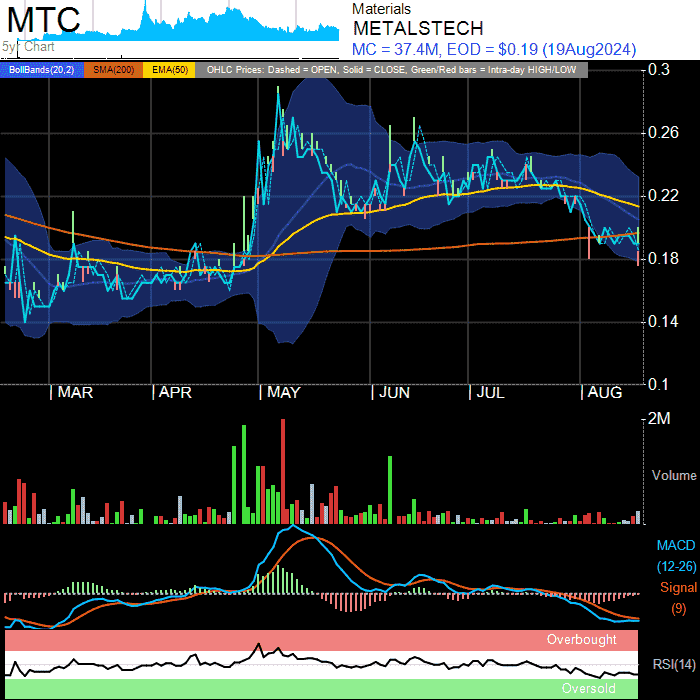 MTC
5yr Chart
Materials
METALSTECH
MC = 37.4M, EOD = $0.19 (19Aug2024)
BollBands(20,2) SMA(200) EMA(50) OHLC Prices: Dashed = OPEN, Solid = CLOSE, Green/Red bars = Intra-day HIGH/LOW
0.3
0.26
0.22
0.18
0.14
0.1
MAR APR MAY JUN JUL AUG
2M
Volume
MACD
(12-26)
Signal
(9)
Overbought
RSI(14)
Oversold